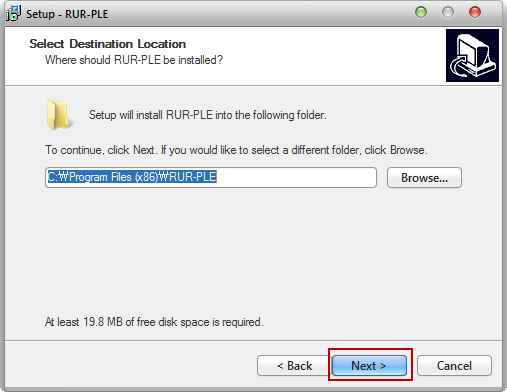 Setup - RUR-PLE
Select Destination Location
Where should RUR-PLE be installed?
Setup will install RUR-PLE into the following folder.
To continue, click Next. If you would like to select a different folder, click Browse.
C:₩Program Files (x86)₩RUR-PLE
Browse...
At least 19.8 MB of free disk space is required.
< Back
Next >
Cancel